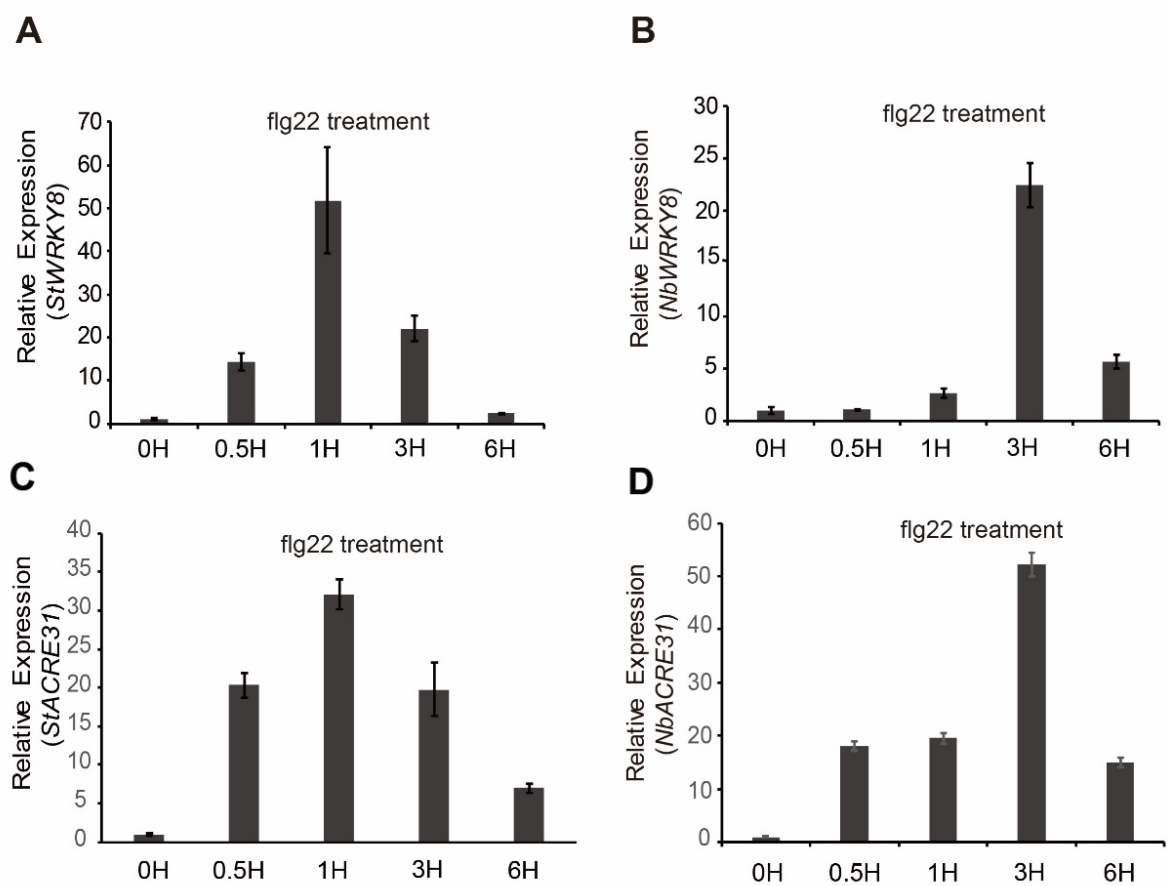 A
flg22 treatment
Relative Expression
(StWRKY8)
70
60
50
40
30
20
10
0
0H 0.5H 1H 3H 6H
B
flg22 treatment
Relative Expression
(NbWRKY8)
30
25
20
15
10
5
0
0H 0.5H 1H 3H 6H
C
flg22 treatment
Relative Expression
(StACRE31)
40
35
30
25
20
15
10
5
0
0H 0.5H 1H 3H 6H
D
flg22 treatment
Relative Expression
(NbACRE31)
60
50
40
30
20
10
0
0H 0.5H 1H 3H 6H